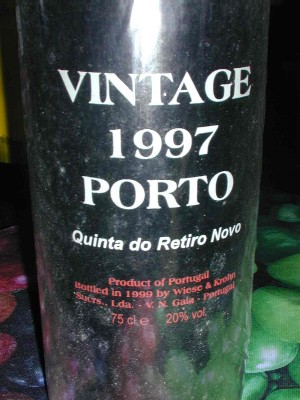 VINTAGE
1997
PORTO
Quinta do Retiro Novo
Product of Portugal
Bottled in 1999 by Wiese & Krohn
Sucrs., Lda. - V. N. Gaia - Portugal
75 cl e 20% vol.